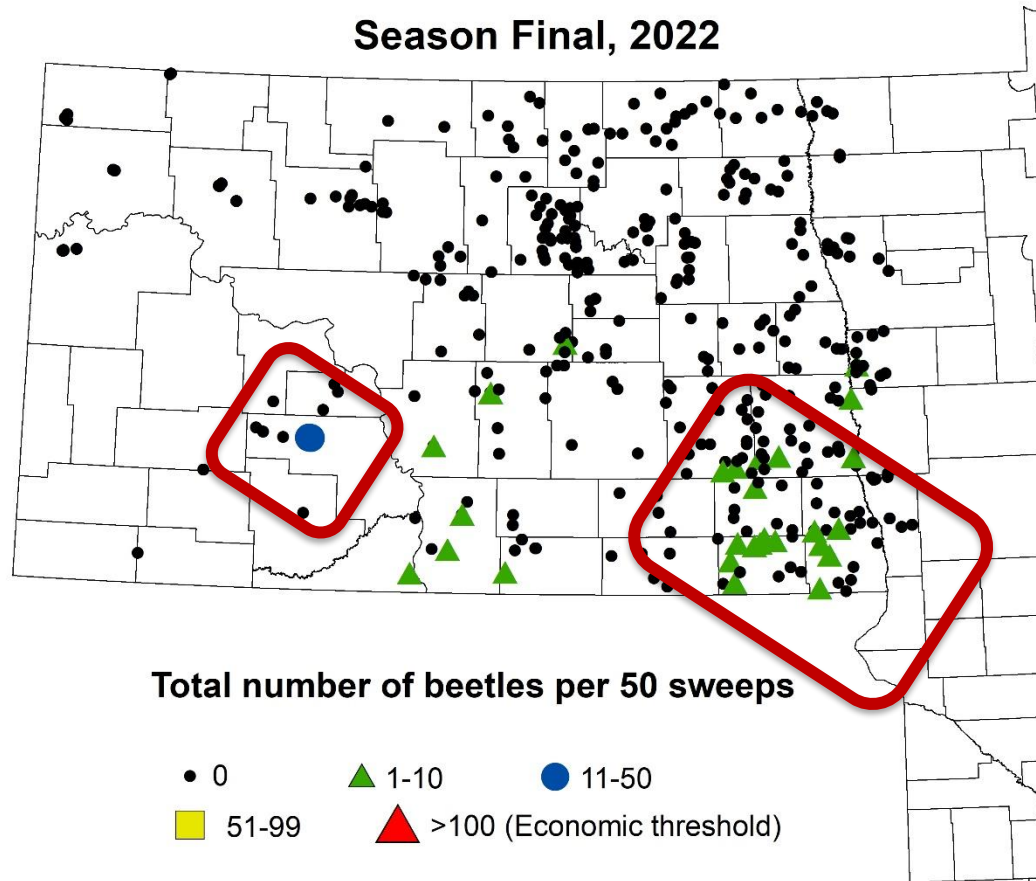 Season Final, 2022
Total number of beetles per 50 sweeps
0 1-10 11-50
51-99 >100 (Economic threshold)